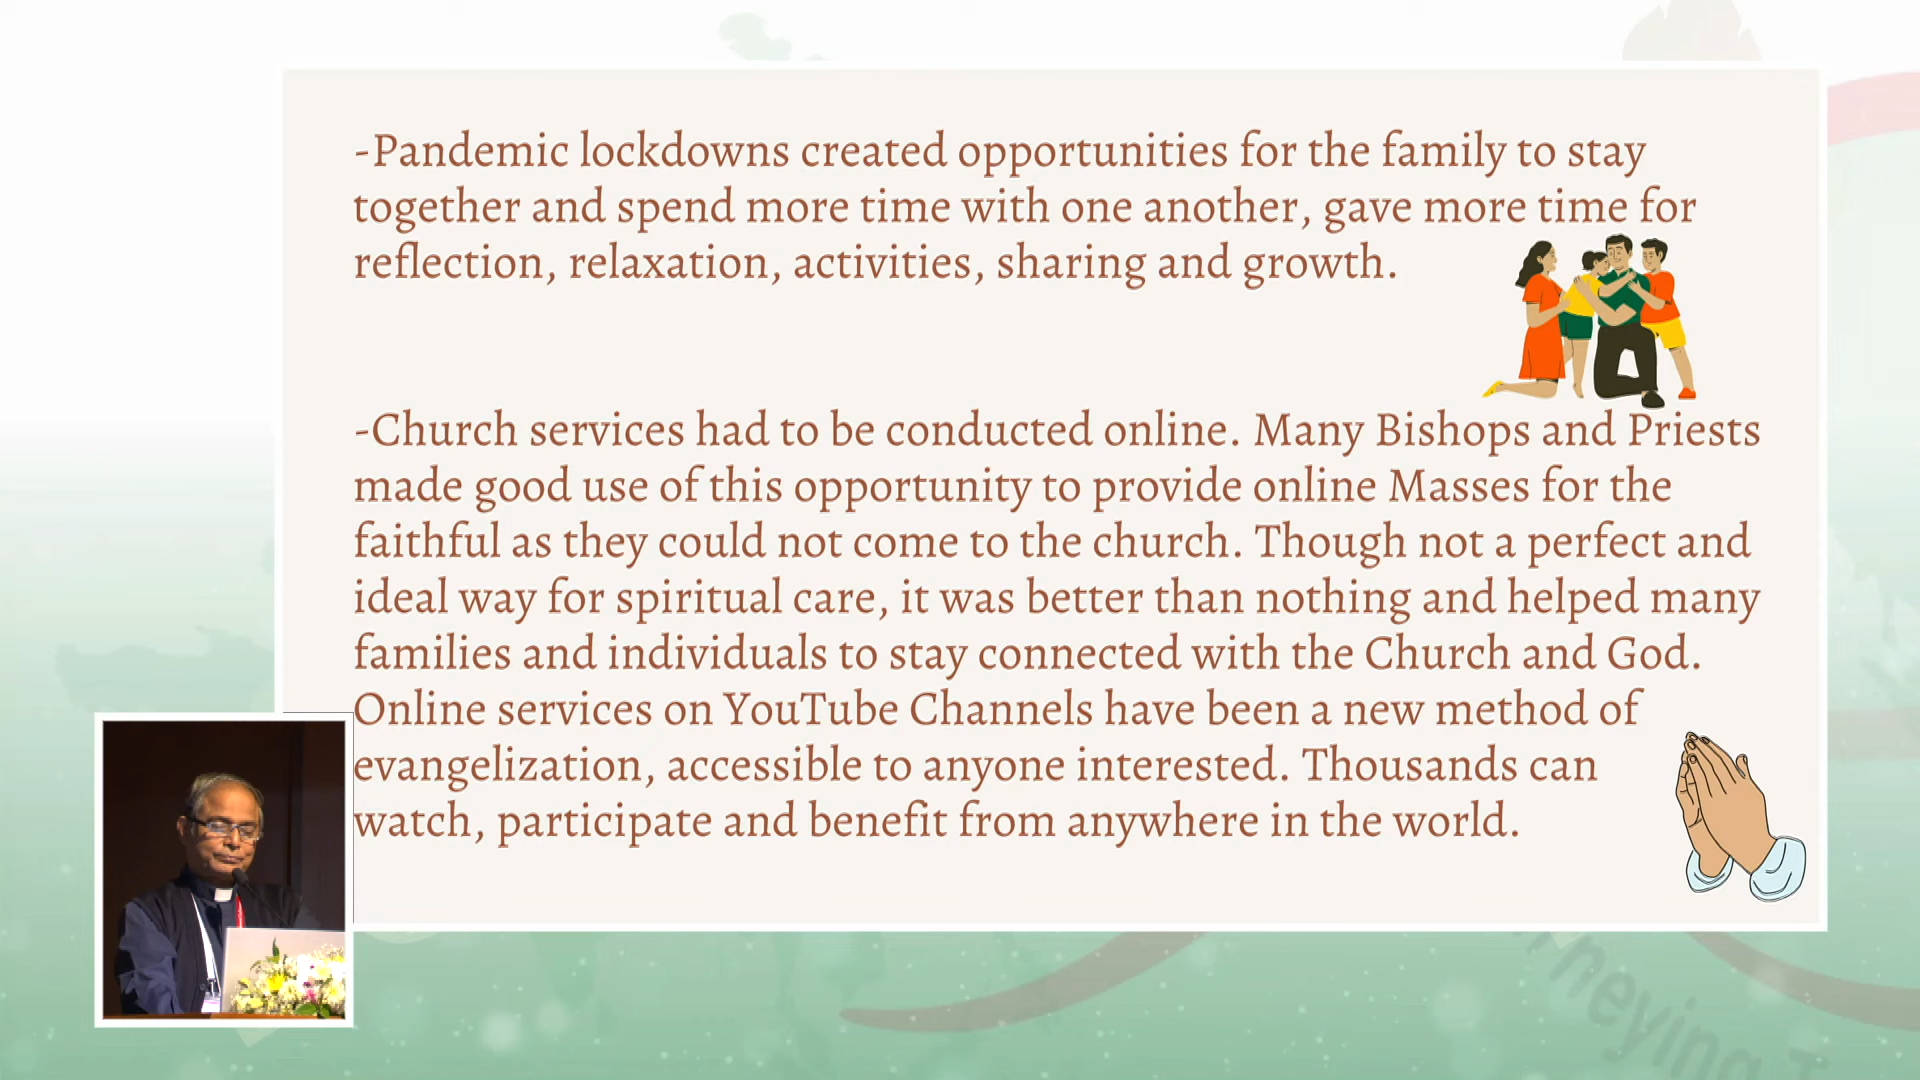 -Pandemic lockdowns created opportunities for the family to stay
together and spend more time with one another, gave more time for
reflection, relaxation, activities, sharing and growth.
-Church services had to be conducted online. Many Bishops and Priests
made good use of this opportunity to provide online Masses for the
faithful as they could not come to the church. Though not a perfect and
ideal way for spiritual care, it was better than nothing and helped many
families and individuals to stay connected with the Church and God.
Online services on YouTube Channels have been a new method of
evangelization, accessible to anyone interested. Thousands can
watch, participate and benefit from anywhere in the world.